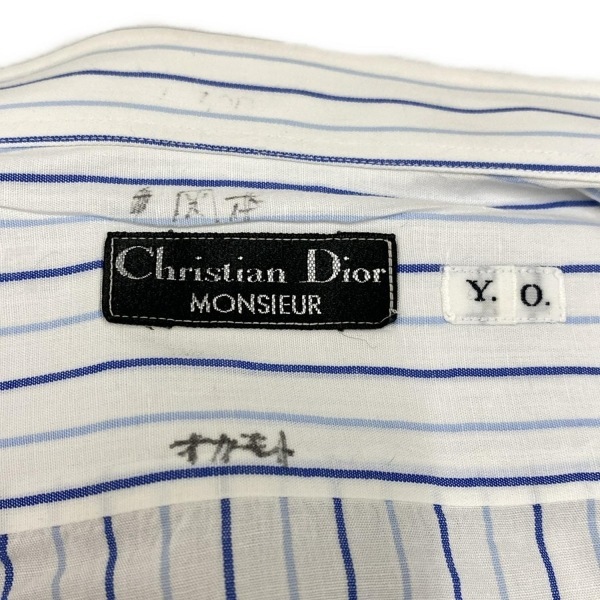 Christian Dior
MONSIEUR
Y. O.
オカモト